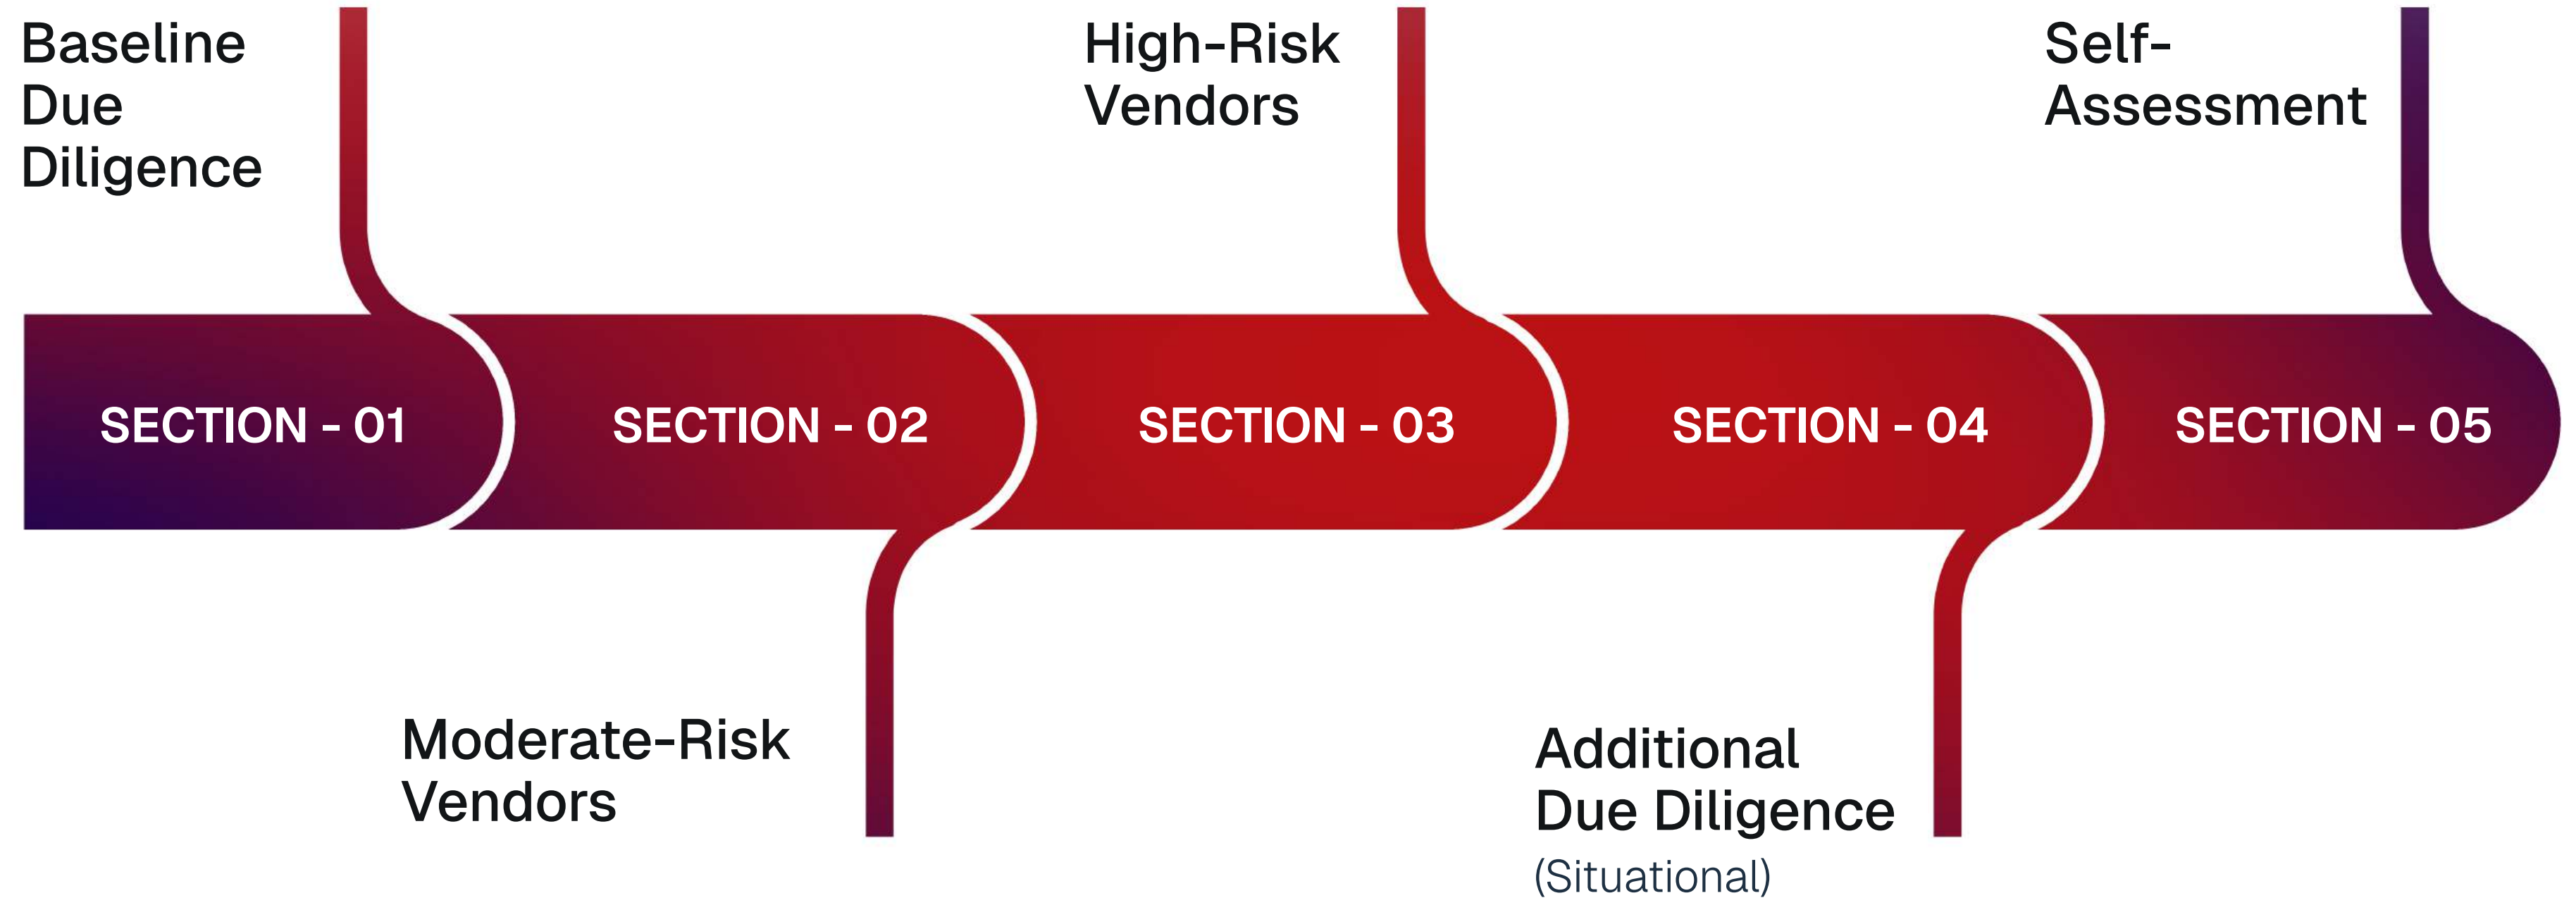 Baseline
Due
Diligence
High-Risk
Vendors
Self-
Assessment
SECTION - 01
SECTION - 02
SECTION - 03
SECTION - 04
SECTION - 05
Moderate-Risk
Vendors
Additional
Due Diligence
(Situational)